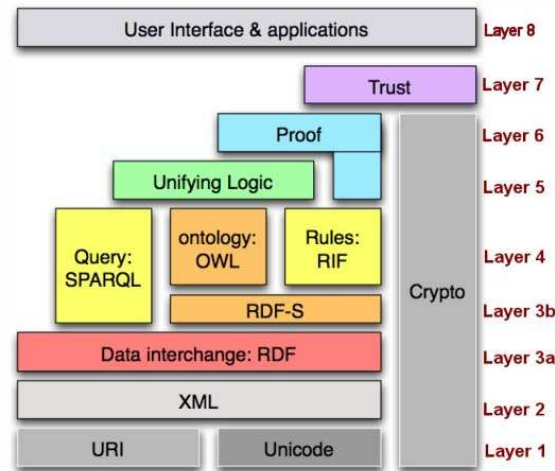 User Interface & applications
Layer 8
Trust
Layer 7
Proof
Layer 6
Unifying Logic
Layer 5
Query:
SPARQL
ontology:
OWL
Rules:
RIF
Layer 4
Crypto
RDF-S
Layer 3b
Data interchange: RDF
Layer 3a
XML
Layer 2
URI
Unicode
Layer 1